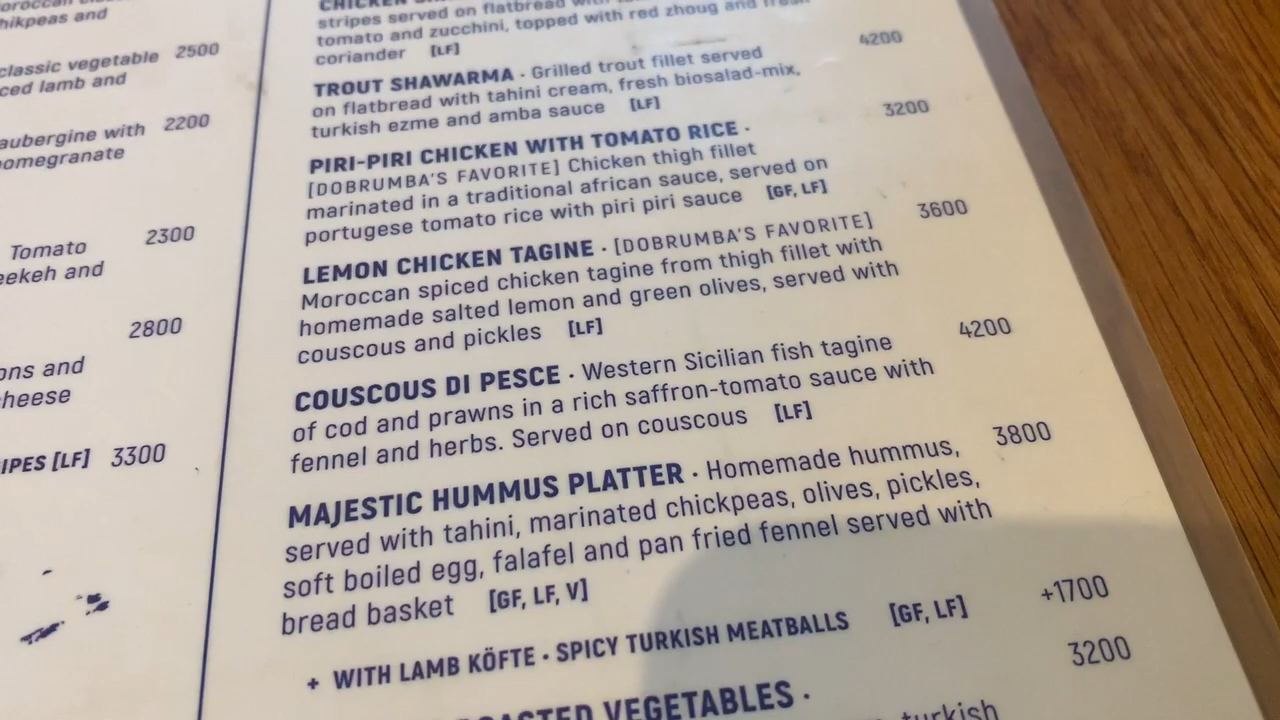 hikpeas and
classic vegetable 2500
ced lamb and
aubergine with 2200
omegranate
Tomato 2300
eekeh and
2800
ons and
heese
IPES [LF] 3300
CHICKEN
stripes served on flatbread with
tomato and zucchini, topped with red zhoug and fresh
coriander [LF]
TROUT SHAWARMA · Grilled trout fillet served 4200
on flatbread with tahini cream, fresh biosalad-mix,
turkish ezme and amba sauce [LF]
PIRI-PIRI CHICKEN WITH TOMATO RICE · 3200
[DOBRUMBA'S FAVORITE] Chicken thigh fillet
marinated in a traditional african sauce, served on
portugese tomato rice with piri piri sauce [GF, LF]
LEMON CHICKEN TAGINE · [DOBRUMBA'S FAVORITE] 3600
Moroccan spiced chicken tagine from thigh fillet with
homemade salted lemon and green olives, served with
couscous and pickles [LF]
COUSCOUS DI PESCE · Western Sicilian fish tagine 4200
of cod and prawns in a rich saffron-tomato sauce with
fennel and herbs. Served on couscous [LF]
MAJESTIC HUMMUS PLATTER · Homemade hummus, 3800
served with tahini, marinated chickpeas, olives, pickles,
soft boiled egg, falafel and pan fried fennel served with
bread basket [GF, LF, V]
+ WITH LAMB KÖFTE · SPICY TURKISH MEATBALLS [GF, LF] +1700
VEGETABLES · 3200
turkish